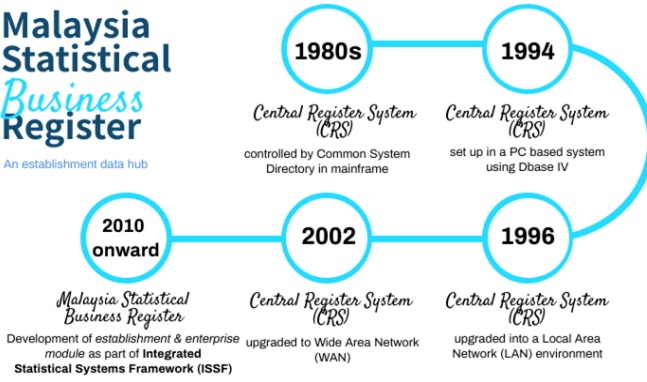 Malaysia
Statistical
Business
Register
An establishment data hub
1980s
Central Register System
(CRS)
controlled by Common System
Directory in mainframe
1994
Central Register System
(CRS)
set up in a PC based system
using Dbase IV
1996
Central Register System
(CRS)
upgraded into a Local Area
Network (LAN) environment
2002
Central Register System
(CRS)
upgraded to Wide Area Network
(WAN)
2010
onward
Malaysia Statistical
Business Register
Development of establishment & enterprise
module as part of Integrated
Statistical Systems Framework (ISSF)